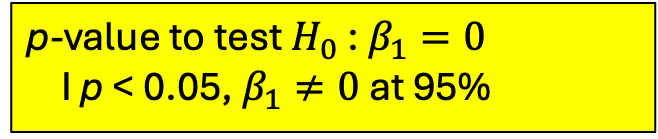 p-value to test H₀ : β₁ = 0
I p < 0.05, β₁ ≠ 0 at 95%